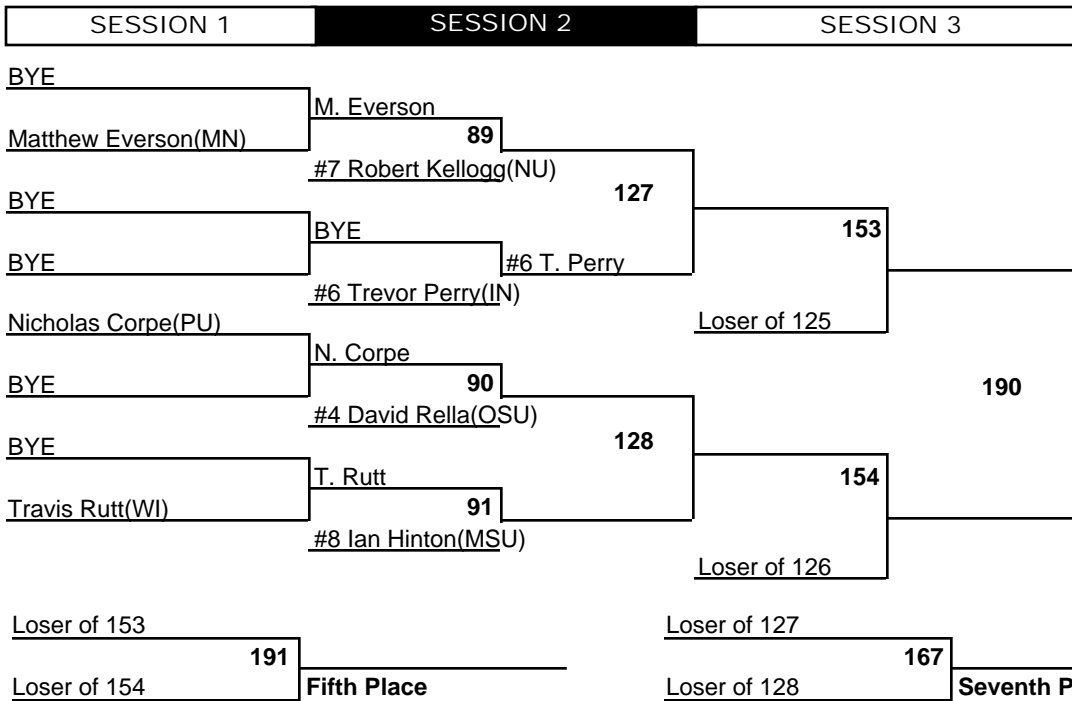 SESSION 1 SESSION 2 SESSION 3
BYE
M. Everson
Matthew Everson(MN) 89
#7 Robert Kellogg(NU)
127
BYE
BYE 153
BYE #6 T. Perry
#6 Trevor Perry(IN)
Nicholas Corpe(PU) Loser of 125
N. Corpe
BYE 90 190
#4 David Rella(OSU)
128
BYE
T. Rutt 154
Travis Rutt(WI) 91
#8 Ian Hinton(MSU)
Loser of 126
Loser of 153 Loser of 127
191 167
Loser of 154 Fifth Place Loser of 128 Seventh P